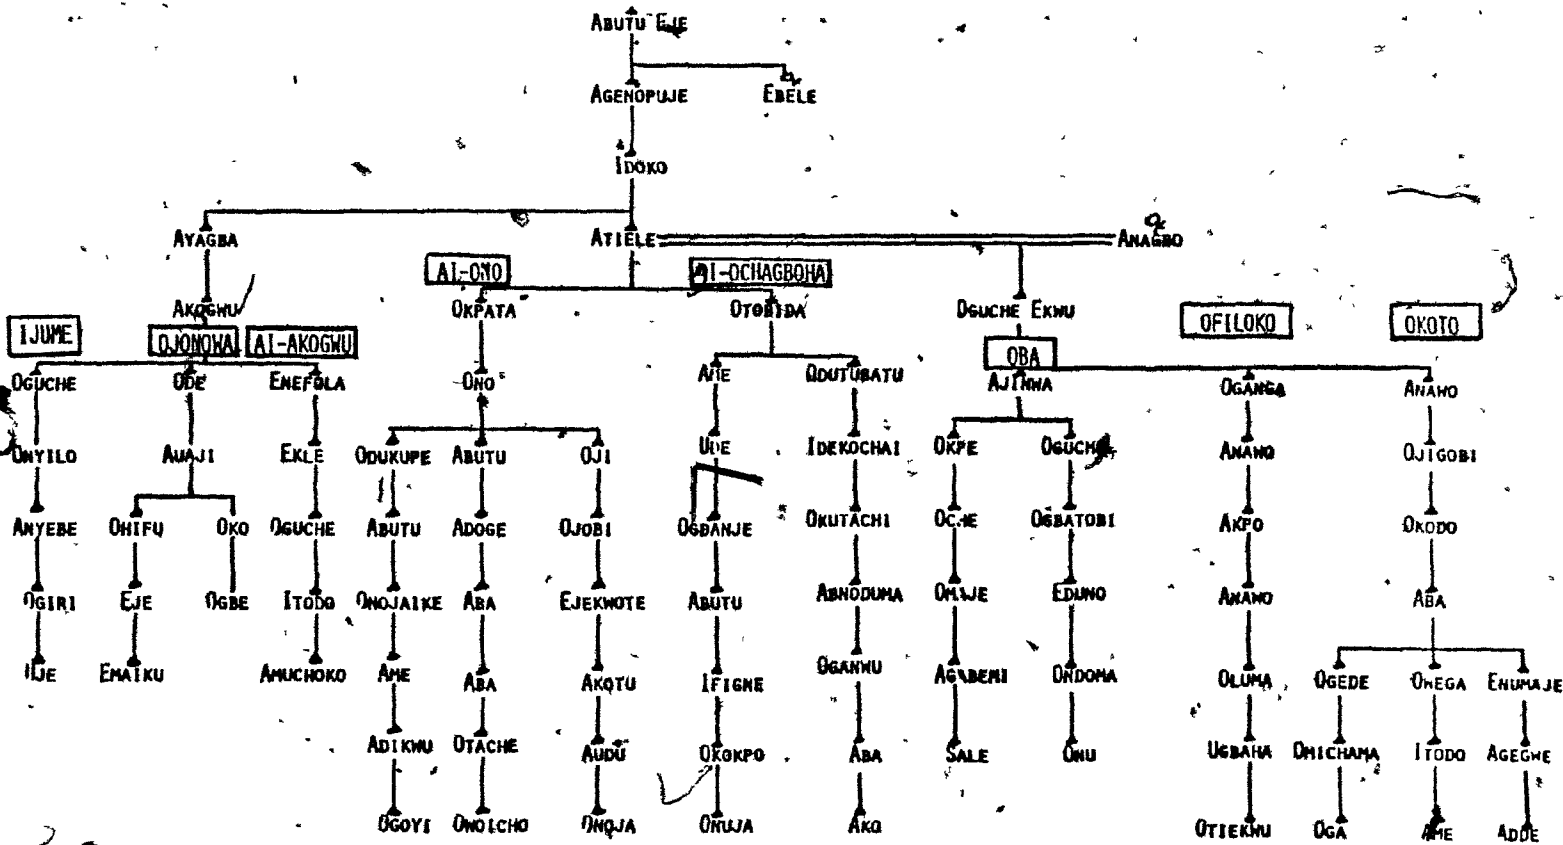 ABUTU EJE
AGENOPUJE EBELE
IDOKO
AYAGBA ATIELE ANAGBO
AI-ONO AI-OCHAGBOHA
AKOGWU OKPATA OTOBIDA OGUCHE EKWU
IJUME OJONOWA AI-AKOGWU OBA OFILOKO OKOTO
OGUCHE ODE ENEFOLA ONO AME ODUTUBATU AJINWA OGANGA ANAWO
ONYILO AUAJI EKLE ODUKUPE ABUTU OJI UDE IDEKOCHAI OKPE OGUCHE ANAWO OJIGOBI
ANYEBE OHIFU OKO OGUCHE ABUTU ADOGE OJOBI OGBANJE OKUTACHI OCHE OGBATOBI AKPO OKODO
OGIRI EJE OGBE ITODO ONOJAIKE ABA EJEKWOTE ABUTU ABNODUMA OMAJE EDUNO ANAWO ABA
IJE EMAIKU AMUCHOKO AME ABA AKOTU IFIGNE OGANWU AGABEMI ONDOMA OLUMA OGEDE OWEGA ENUMAJE
ADIKWU OTACHE AUDU OKOKPO ABA SALE ONU UGBAHA OMICHAMA ITODO AGEGWE
OGOYI ONOICHO ONOJA ONUJA AKO OTIEKWU OGA AME ADDE